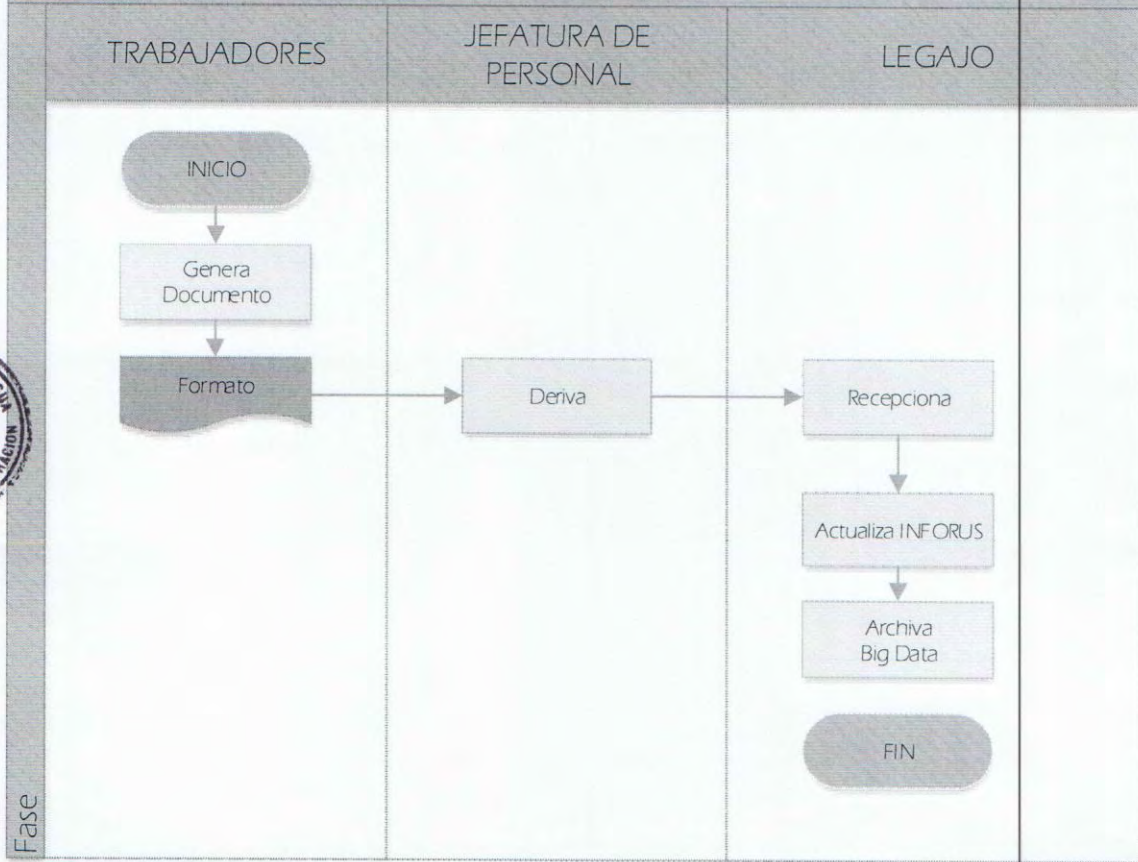 TRABAJADORES
JEFATURA DE
PERSONAL
LEGAJO
INICIO
Genera
Documento
Formato
Deriva
Recepciona
Actualiza INFORUS
Archiva
Big Data
FIN
Fase